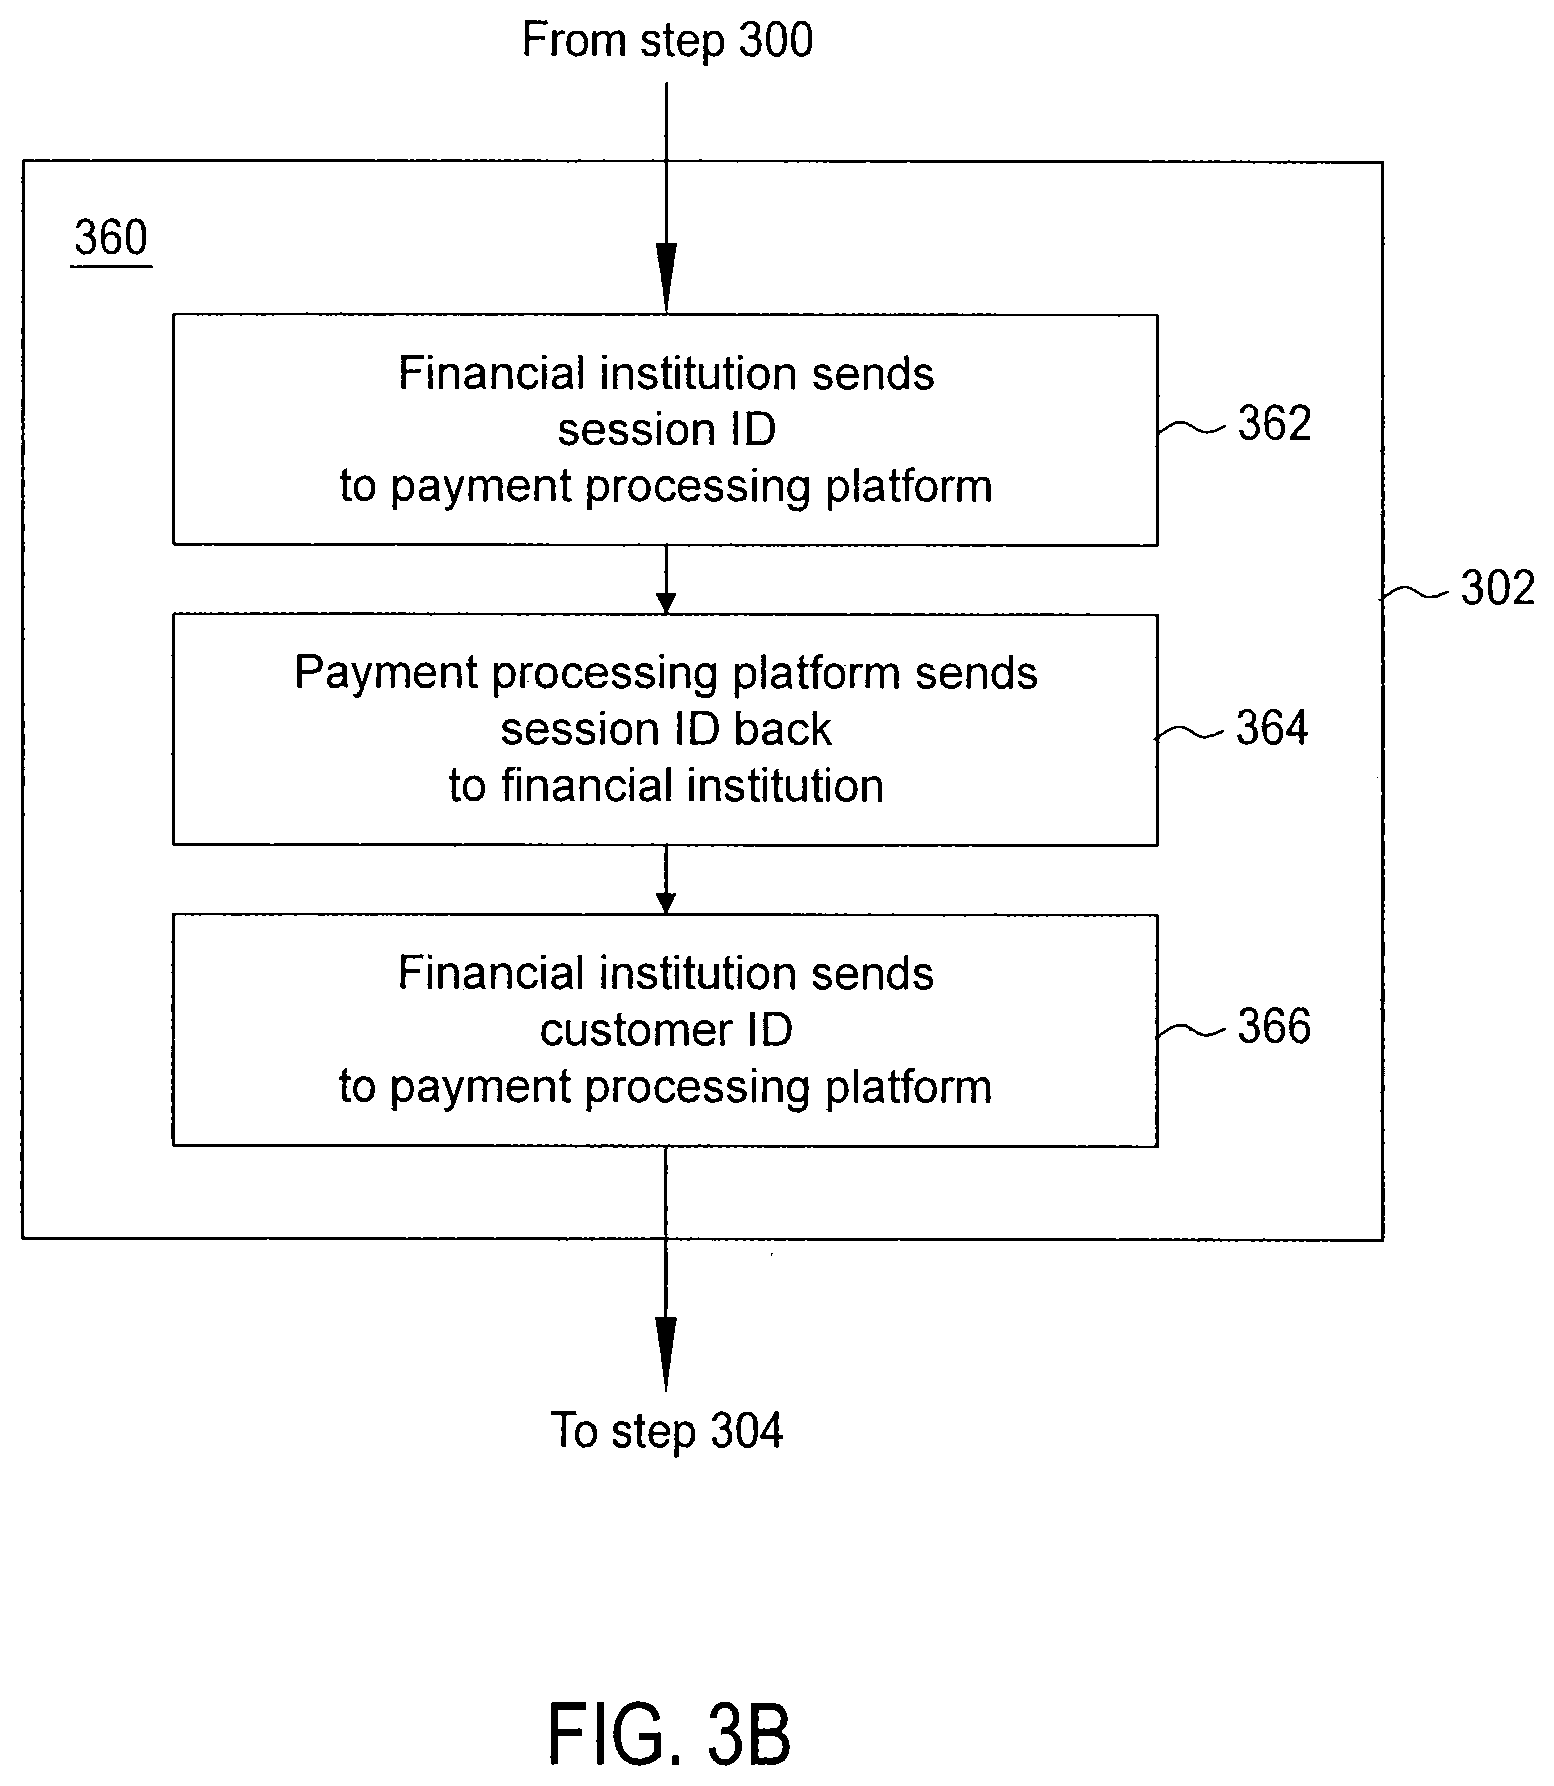 From step 300
360
Financial institution sends
session ID
to payment processing platform
362
302
Payment processing platform sends
session ID back
to financial institution
364
Financial institution sends
customer ID
to payment processing platform
366
To step 304
FIG. 3B